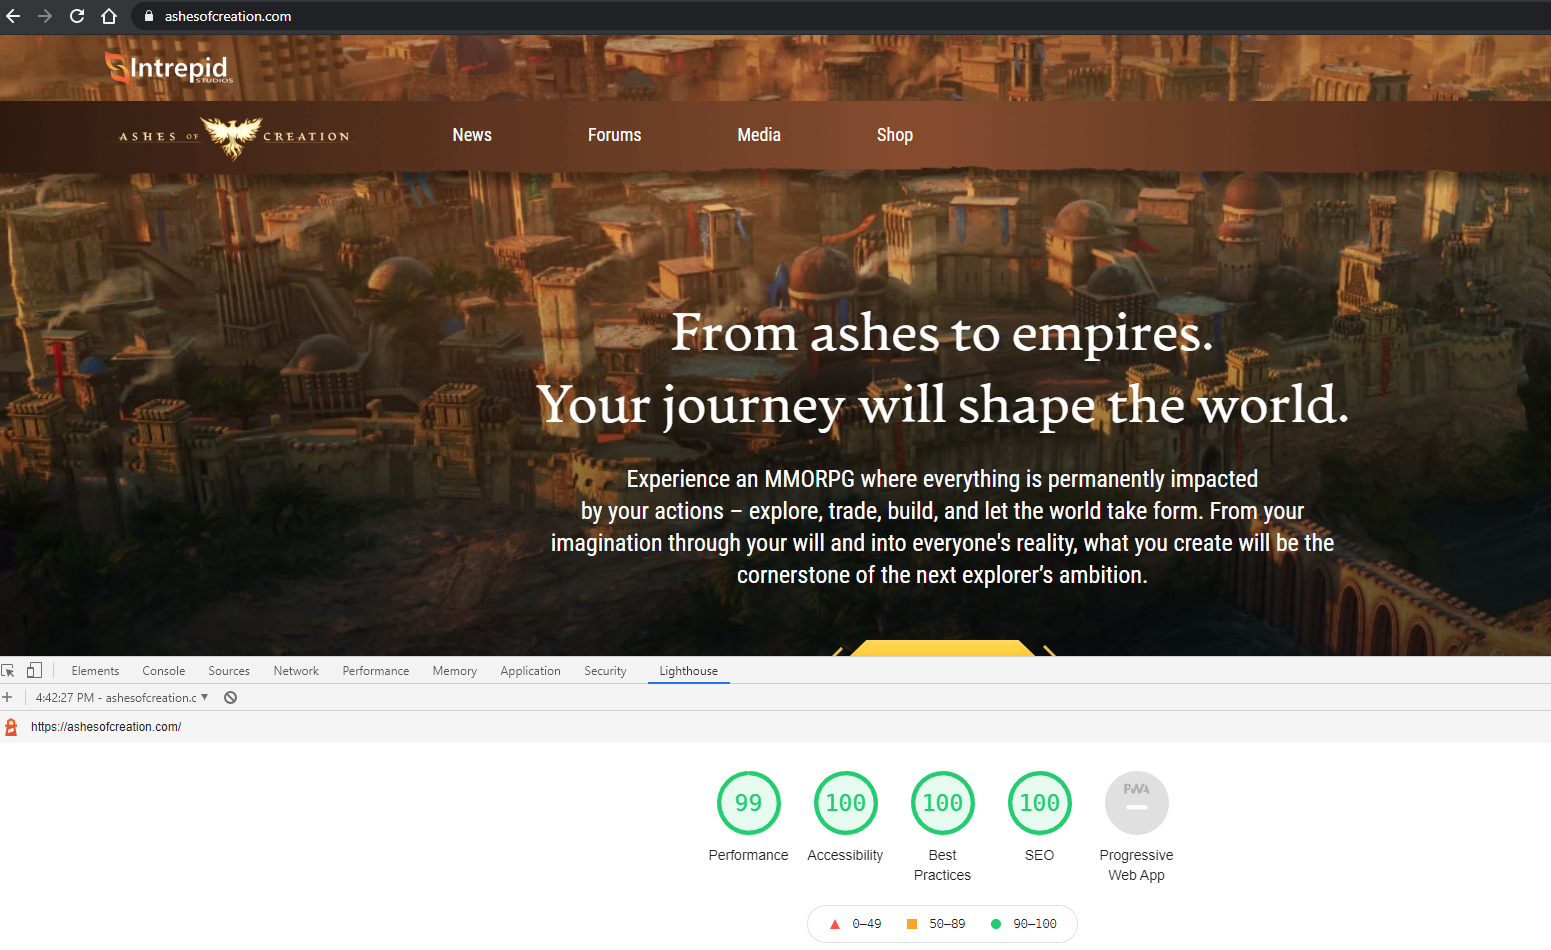 ashesofcreation.com
Intrepid
STUDIOS
ASHES OF CREATION
News Forums Media Shop
From ashes to empires.
Your journey will shape the world.
Experience an MMORPG where everything is permanently impacted
by your actions – explore, trade, build, and let the world take form. From your
imagination through your will and into everyone's reality, what you create will be the
cornerstone of the next explorer’s ambition.
Elements Console Sources Network Performance Memory Application Security Lighthouse
4:42:27 PM - ashesofcreation.c
https://ashesofcreation.com/
99 100 100 100 PWA
Performance Accessibility Best Practices SEO Progressive Web App
0–49 50–89 90–100